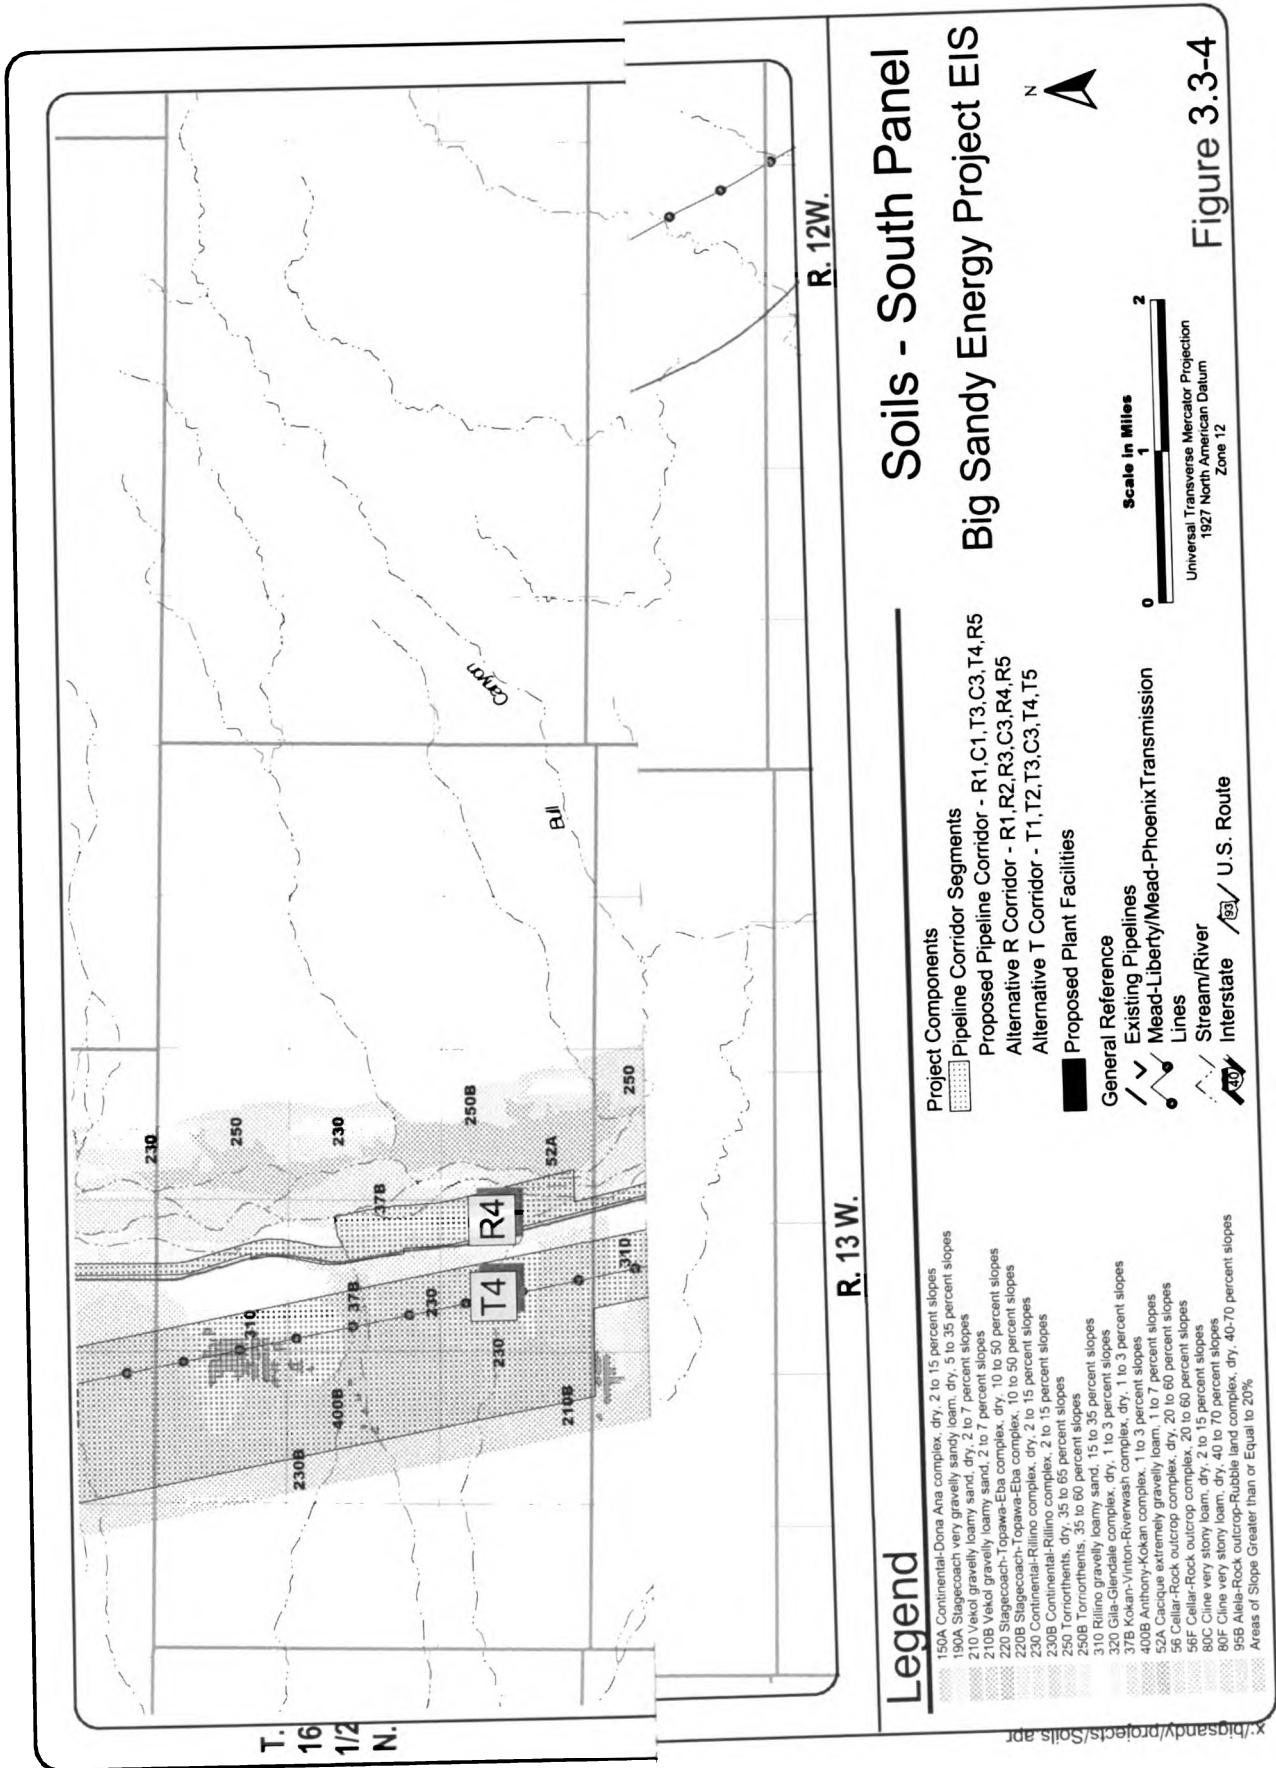 T.
16
1/2
N.
230
250
230
250B
250
52A
37B
R4
310
37B
230
T4
310
230
400B
210B
230B
Bull
Canyon
R. 13 W.
R. 12W.
Legend
150A Continental-Dona Ana complex, dry, 2 to 15 percent slopes
190A Stagecoach very gravelly sandy loam, dry, 5 to 35 percent slopes
210 Vekol gravelly loamy sand, dry, 2 to 7 percent slopes
210B Vekol gravelly loamy sand, 2 to 7 percent slopes
220 Stagecoach-Topawa-Eba complex, dry, 10 to 50 percent slopes
220B Stagecoach-Topawa-Eba complex, 10 to 50 percent slopes
230 Continental-Rillino complex, dry, 2 to 15 percent slopes
230B Continental-Rillino complex, 2 to 15 percent slopes
250 Torriorthents, dry, 35 to 65 percent slopes
250B Torriorthents, 35 to 60 percent slopes
310 Rillino gravelly loamy sand, 15 to 35 percent slopes
320 Gila-Glendale complex, dry, 1 to 3 percent slopes
37B Kokan-Vinton-Riverwash complex, dry, 1 to 3 percent slopes
400B Anthony-Kokan complex, 1 to 3 percent slopes
52A Cacique extremely gravelly loam, 1 to 7 percent slopes
56 Cellar-Rock outcrop complex, dry, 20 to 60 percent slopes
56F Cellar-Rock outcrop complex, 20 to 60 percent slopes
80C Cline very stony loam, dry, 2 to 15 percent slopes
80F Cline very stony loam, dry, 40 to 70 percent slopes
95B Alela-Rock outcrop-Rubble land complex, dry, 40-70 percent slopes
Areas of Slope Greater than or Equal to 20%
Project Components
Pipeline Corridor Segments
Proposed Pipeline Corridor - R1,C1,T3,C3,T4,R5
Alternative R Corridor - R1,R2,R3,C3,R4,R5
Alternative T Corridor - T1,T2,T3,C3,T4,T5
Proposed Plant Facilities
General Reference
Existing Pipelines
Mead-Liberty/Mead-PhoenixTransmission
Lines
Stream/River
40 Interstate 93 U.S. Route
Soils - South Panel
Big Sandy Energy Project EIS
N
Scale in Miles
0 1 2
Universal Transverse Mercator Projection
1927 North American Datum
Zone 12
Figure 3.3-4
x:/bigsandy/projects/Soils/Soils.apr